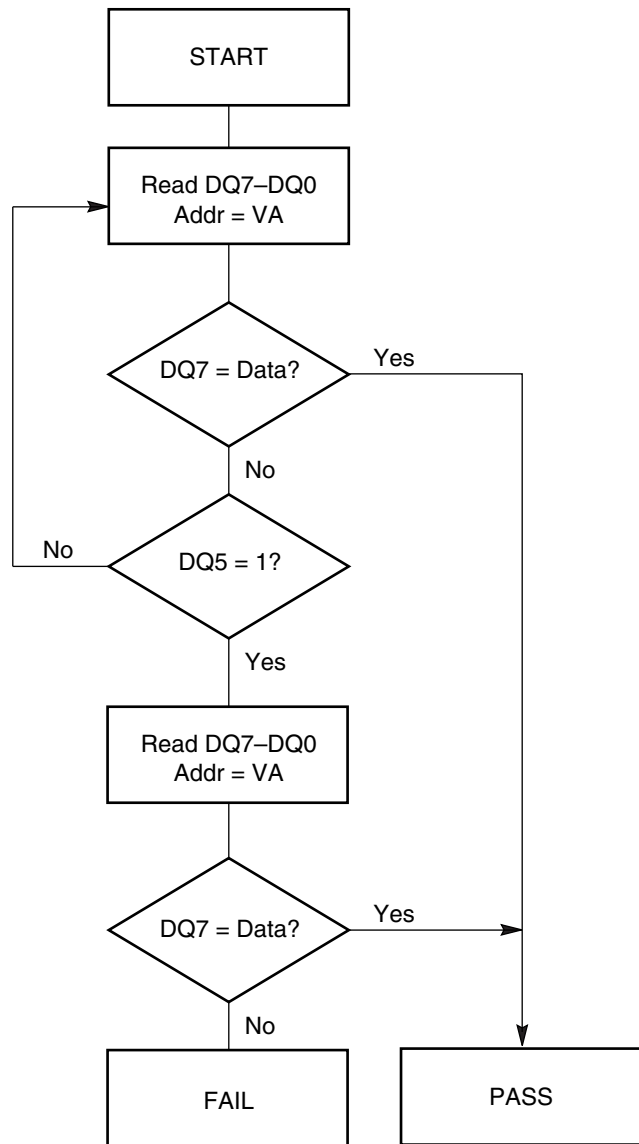 START
Read DQ7–DQ0
Addr = VA
DQ7 = Data?
Yes
No
No
DQ5 = 1?
Yes
Read DQ7–DQ0
Addr = VA
DQ7 = Data?
Yes
No
FAIL
PASS